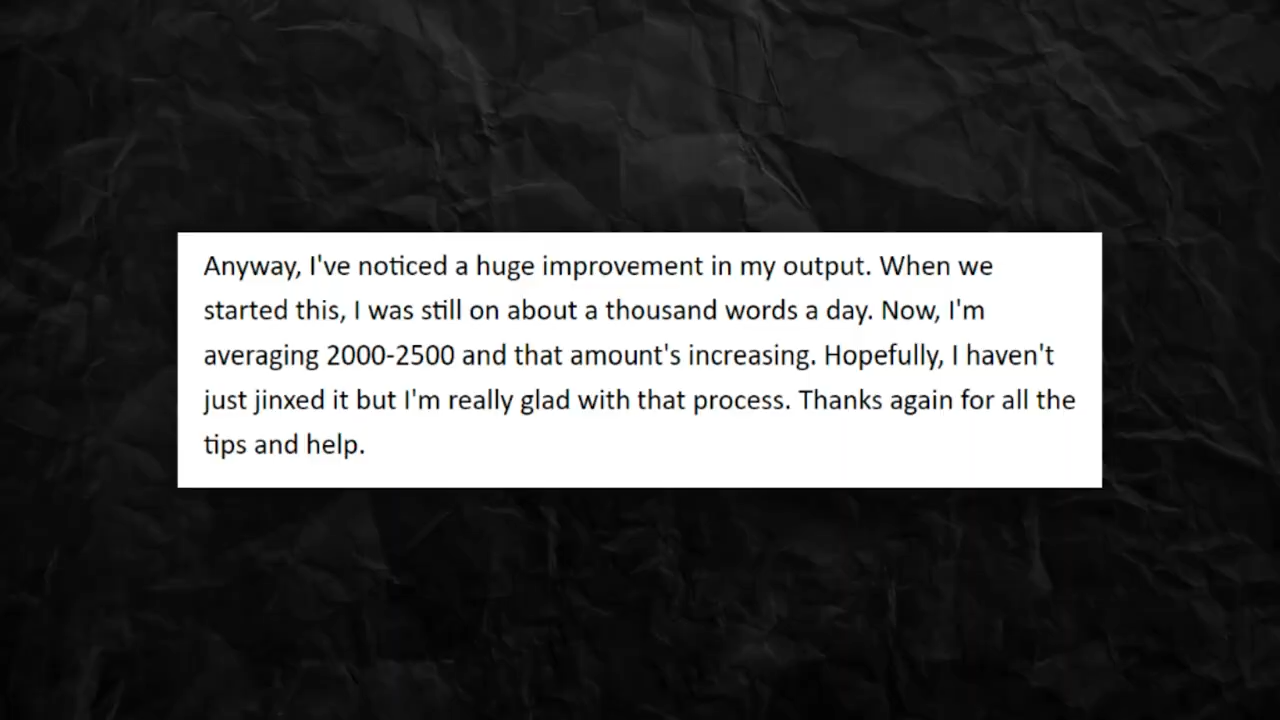 Anyway, I've noticed a huge improvement in my output. When we
started this, I was still on about a thousand words a day. Now, I'm
averaging 2000-2500 and that amount's increasing. Hopefully, I haven't
just jinxed it but I'm really glad with that process. Thanks again for all the
tips and help.